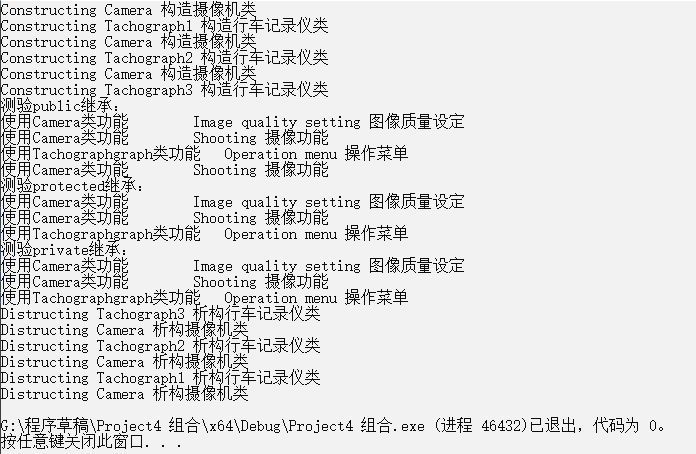 Constructing Camera 构造摄像机类
Constructing Tachograph1 构造行车记录仪类
Constructing Camera 构造摄像机类
Constructing Tachograph2 构造行车记录仪类
Constructing Camera 构造摄像机类
Constructing Tachograph3 构造行车记录仪类
测验public继承:
使用Camera类功能 Image quality setting 图像质量设定
使用Camera类功能 Shooting 摄像功能
使用Tachographgraph类功能 Operation menu 操作菜单
使用Camera类功能 Shooting 摄像功能
测验protected继承:
使用Camera类功能 Image quality setting 图像质量设定
使用Camera类功能 Shooting 摄像功能
使用Tachographgraph类功能 Operation menu 操作菜单
测验private继承:
使用Camera类功能 Image quality setting 图像质量设定
使用Camera类功能 Shooting 摄像功能
使用Tachographgraph类功能 Operation menu 操作菜单
Distructing Tachograph3 析构行车记录仪类
Distructing Camera 析构摄像机类
Distructing Tachograph2 析构行车记录仪类
Distructing Camera 析构摄像机类
Distructing Tachograph1 析构行车记录仪类
Distructing Camera 析构摄像机类
G:\程序草稿\Project4 组合\x64\Debug\Project4 组合.exe (进程 46432)已退出，代码为 0。
按任意键关闭此窗口. . .